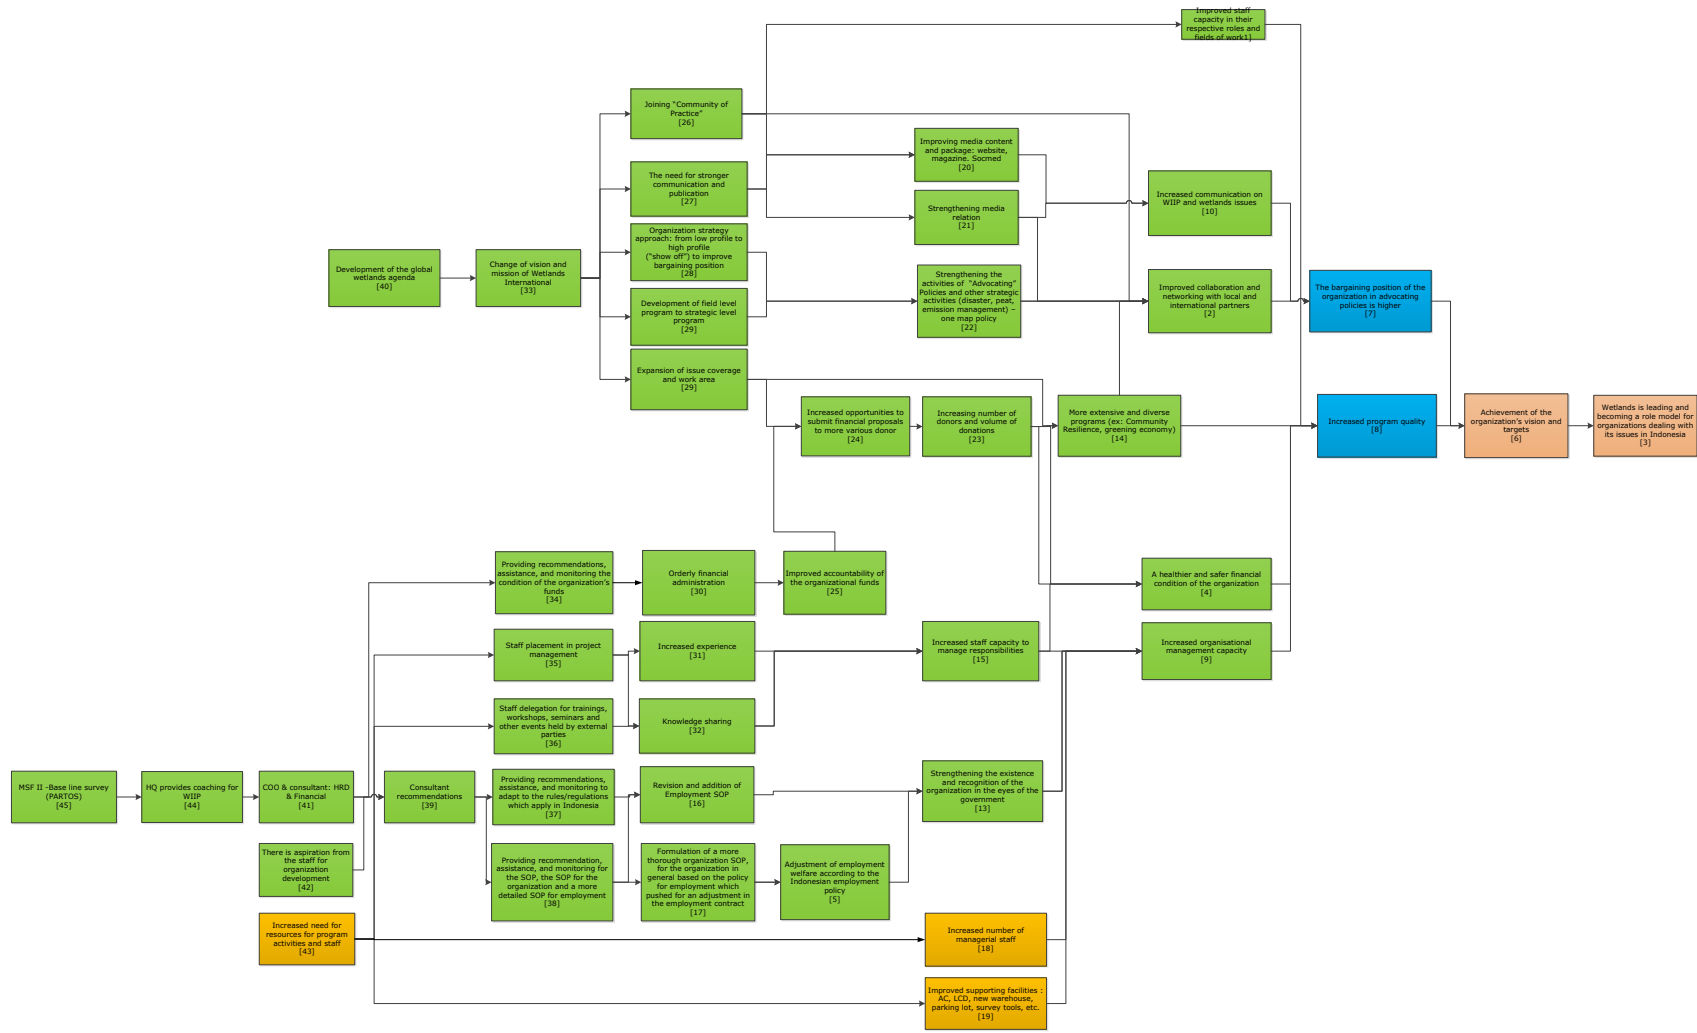 Improved staff
capacity in their
respective roles and
fields of work1]
Joining “Community of
Practice”
[26]
Improving media content
and package: website,
magazine. Socmed
[20]
The need for stronger
communication and
publication
[27]
Increased communication on
WIIP and wetlands issues
[10]
Strengthening media
relation
[21]
Organization strategy
approach: from low profile to
high profile
(“show off”) to improve
bargaining position
[28]
Development of the global
wetlands agenda
[40]
Change of vision and
mission of Wetlands
International
[33]
Development of field level
program to strategic level
program
[29]
Strengthening the
activities of  “Advocating”
Policies and other strategic
activities (disaster, peat,
emission management) –
one map policy
[22]
Improved collaboration and
networking with local and
international partners
[2]
The bargaining position of the
organization in advocating
policies is higher
[7]
Expansion of issue coverage
and work area
[29]
Increased opportunities to
submit financial proposals
to more various donor
[24]
Increasing number of
donors and volume of
donations
[23]
More extensive and diverse
programs (ex: Community
Resilience, greening economy)
[14]
Increased program quality
[8]
Achievement of the
organization’s vision and
targets
[6]
Wetlands is leading and
becoming a role model for
organizations dealing with
its issues in Indonesia
[3]
Providing recommendations,
assistance, and monitoring the
condition of the organization’s
funds
[34]
Orderly financial
administration
[30]
Improved accountability of
the organizational funds
[25]
A healthier and safer financial
condition of the organization
[4]
Staff placement in project
management
[35]
Increased experience
[31]
Increased staff capacity to
manage responsibilities
[15]
Increased organisational
management capacity
[9]
Staff delegation for trainings,
workshops, seminars and
other events held by external
parties
[36]
Knowledge sharing
[32]
MSF II –Base line survey
(PARTOS)
[45]
HQ provides coaching for
WIIP
[44]
COO & consultant: HRD
& Financial
[41]
Consultant
recommendations
[39]
Providing recommendations,
assistance, and monitoring to
adapt to the rules/regulations
which apply in Indonesia
[37]
Revision and addition of
Employment SOP
[16]
Strengthening the existence
and recognition of the
organization in the eyes of the
government
[13]
There is aspiration from
the staff for
organization
development
[42]
Providing recommendation,
assistance, and monitoring for
the SOP, the SOP for the
organization and a more
detailed SOP for employment
[38]
Formulation of a more
thorough organization SOP,
for the organization in
general based on the policy
for employment which
pushed for an adjustment in
the employment contract
[17]
Adjustment of employment
welfare according to the
Indonesian employment
policy
[5]
Increased need for
resources for program
activities and staff
[43]
Increased number of
managerial staff
[18]
Improved supporting facilities :
AC, LCD, new warehouse,
parking lot, survey tools, etc.
[19]